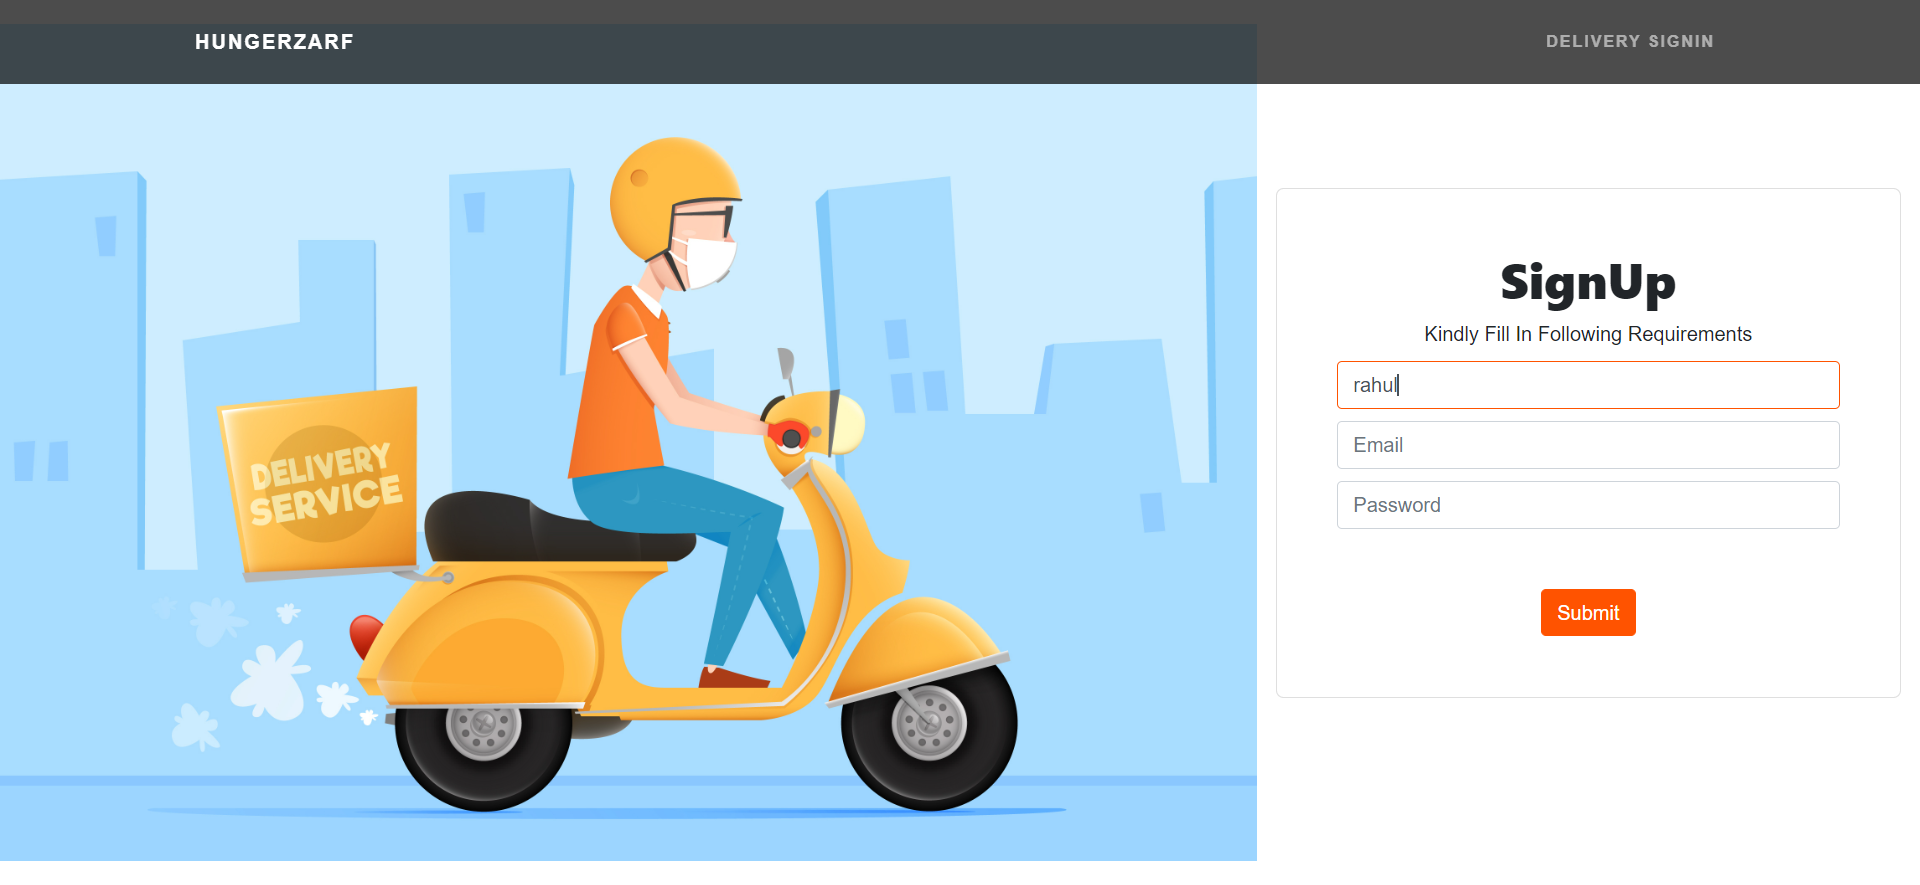 HUNGERZARF
DELIVERY SIGNIN
DELIVERY
SERVICE
SignUp
Kindly Fill In Following Requirements
rahul
Email
Password
Submit